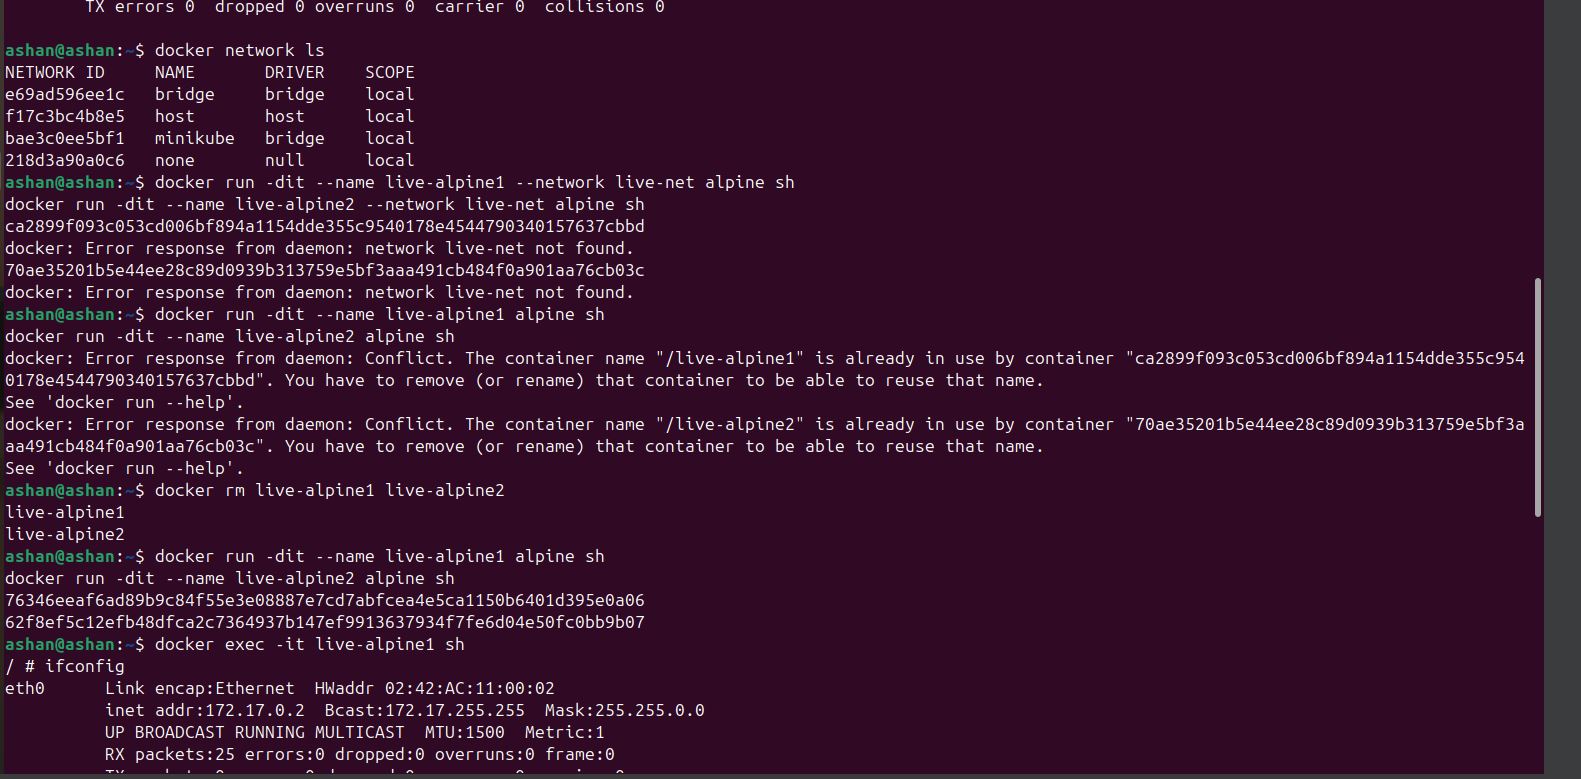 TX errors 0  dropped 0 overruns 0  carrier 0  collisions 0
ashan@ashan:~$ docker network ls
NETWORK ID     NAME       DRIVER    SCOPE
e69ad596ee1c   bridge     bridge    local
f17c3bc4b8e5   host       host      local
bae3c0ee5bf1   minikube   bridge    local
218d3a90a0c6   none       null      local
ashan@ashan:~$ docker run -dit --name live-alpine1 --network live-net alpine sh
docker run -dit --name live-alpine2 --network live-net alpine sh
ca2899f093c053cd006bf894a1154dde355c9540178e4544790340157637cbbd
docker: Error response from daemon: network live-net not found.
70ae35201b5e44ee28c89d0939b313759e5bf3aaa491cb484f0a901aa76cb03c
docker: Error response from daemon: network live-net not found.
ashan@ashan:~$ docker run -dit --name live-alpine1 alpine sh
docker run -dit --name live-alpine2 alpine sh
docker: Error response from daemon: Conflict. The container name "/live-alpine1" is already in use by container "ca2899f093c053cd006bf894a1154dde355c954
0178e4544790340157637cbbd". You have to remove (or rename) that container to be able to reuse that name.
See 'docker run --help'.
docker: Error response from daemon: Conflict. The container name "/live-alpine2" is already in use by container "70ae35201b5e44ee28c89d0939b313759e5bf3a
aa491cb484f0a901aa76cb03c". You have to remove (or rename) that container to be able to reuse that name.
See 'docker run --help'.
ashan@ashan:~$ docker rm live-alpine1 live-alpine2
live-alpine1
live-alpine2
ashan@ashan:~$ docker run -dit --name live-alpine1 alpine sh
docker run -dit --name live-alpine2 alpine sh
76346eeaf6ad89b9c84f55e3e08887e7cd7abfcea4e5ca1150b6401d395e0a06
62f8ef5c12efb48dfca2c7364937b147ef9913637934f7fe6d04e50fc0bb9b07
ashan@ashan:~$ docker exec -it live-alpine1 sh
/ # ifconfig
eth0      Link encap:Ethernet  HWaddr 02:42:AC:11:00:02
inet addr:172.17.0.2  Bcast:172.17.255.255  Mask:255.255.0.0
UP BROADCAST RUNNING MULTICAST  MTU:1500  Metric:1
RX packets:25 errors:0 dropped:0 overruns:0 frame:0